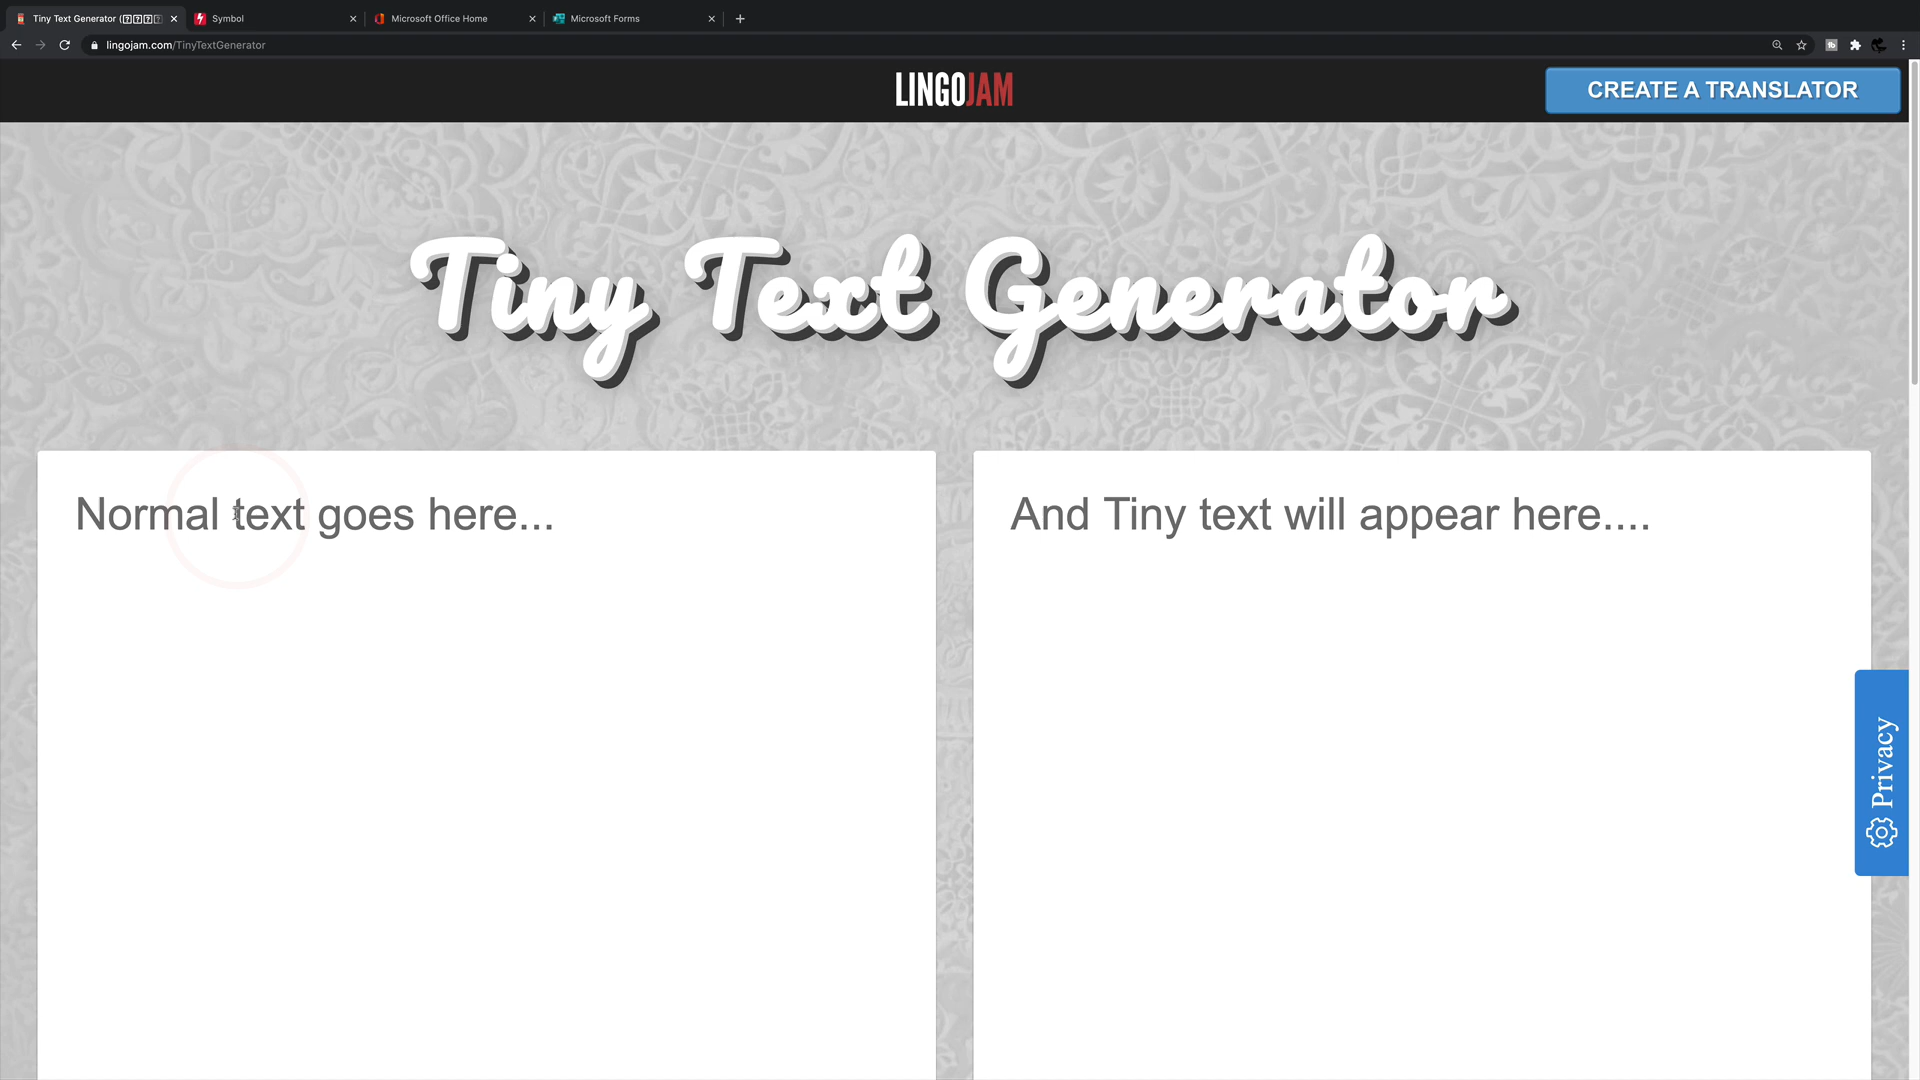 Tiny Text Generator (
Symbol
Microsoft Office Home
Microsoft Forms
lingojam.com/TinyTextGenerator
LINGOJAM
CREATE A TRANSLATOR
Tiny Text Generator
Normal text goes here...
And Tiny text will appear here....
Privacy